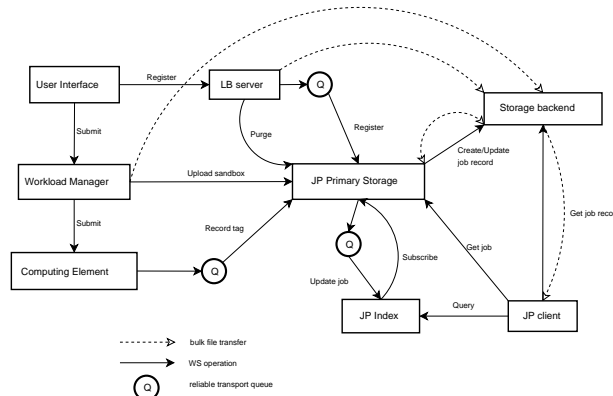 User Interface
Register
LB server
Q
Storage backend
Submit
Purge
Register
Create/Update
job record
Workload Manager
Upload sandbox
JP Primary Storage
Submit
Record tag
Get job
Get job reco
Computing Element
Q
Q
Subscribe
Update job
Query
JP Index
JP client
bulk file transfer
WS operation
Q
reliable transport queue